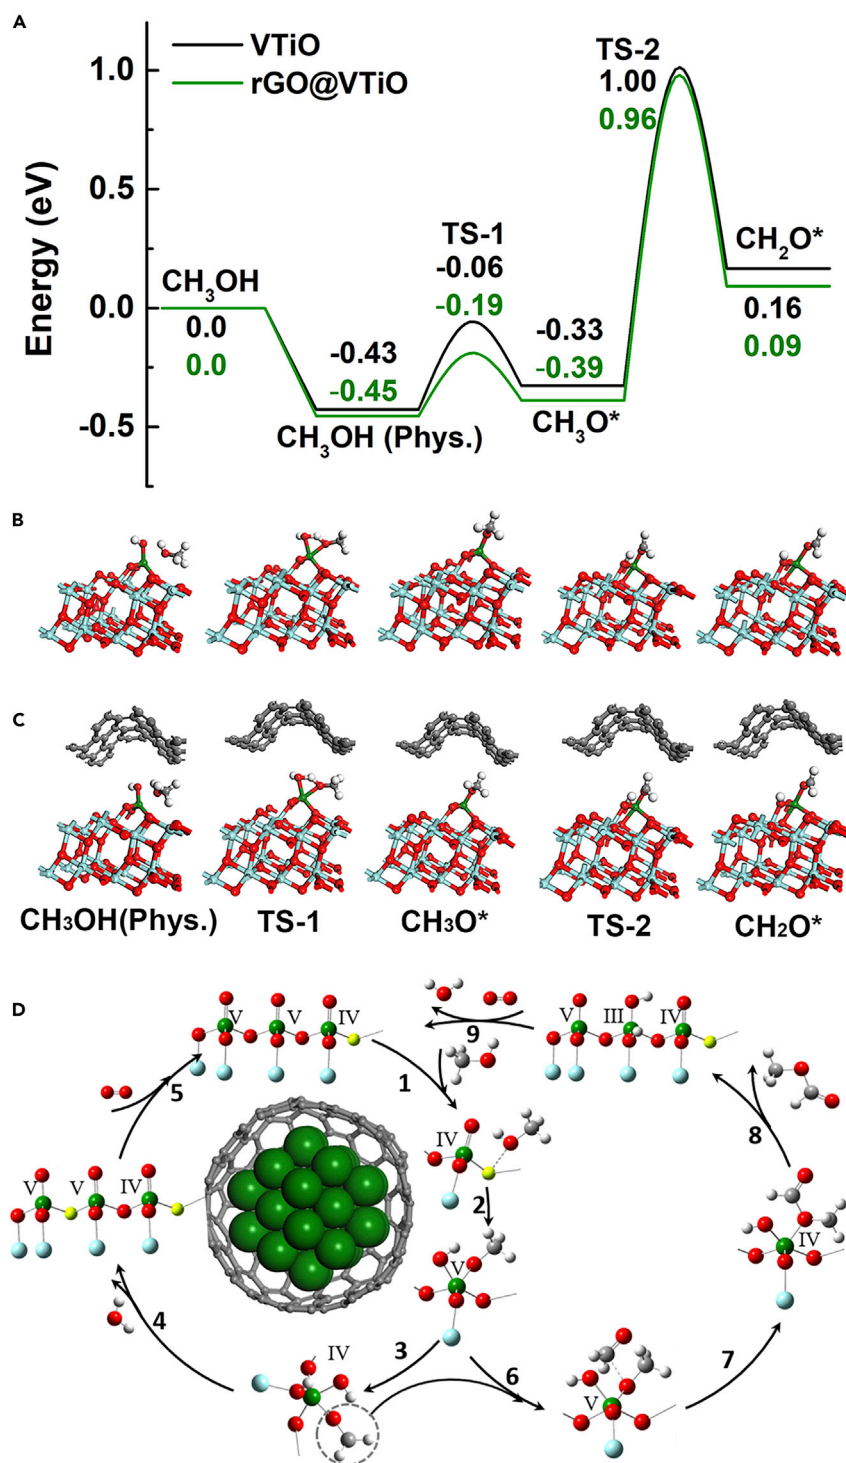 A
VTiO
rGO@VTiO
Energy (eV)
1.0
0.5
0.0
-0.5
CH3OH
0.0
0.0
-0.43
-0.45
CH3OH (Phys.)
TS-1
-0.06
-0.19
-0.33
-0.39
CH3O*
TS-2
1.00
0.96
CH2O*
0.16
0.09
B
C
CH3OH(Phys.) TS-1 CH3O* TS-2 CH2O*
D
V V IV
9
V III IV
5
1
8
IV
V V IV
2
IV
V
4
IV
3
6
7
V